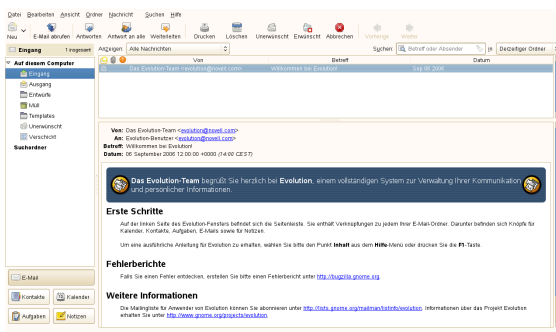 Datei Bearbeiten Ansicht Ordner Nachricht Suchen Hilfe
Neu E-Mail abrufen Antworten Antwort an alle Weiterleiten Drucken Löschen Unerwünscht Erwünscht Abbrechen Vorherige Weiter
Eingang 1 insgesamt Anzeigen: Alle Nachrichten Suchen: Betreff oder Absender in Derzeitiger Ordner
Auf diesem Computer
Eingang
Ausgang
Entwürfe
Müll
Templates
Unerwünscht
Verschickt
Suchordner
Von Betreff Datum
Das Evolution-Team <evolution@novell.com> Willkommen bei Evolution! Sep 06 2006
Von: Das Evolution-Team <evolution@novell.com>
An: Evolution-Benutzer <evolution@novell.com>
Betreff: Willkommen bei Evolution!
Datum: 06 September 2006 12:00:00 +0000 (14:00 CEST)
Das Evolution-Team begrüßt Sie herzlich bei Evolution, einem vollständigen System zur Verwaltung Ihrer Kommunikation
und persönlicher Informationen.
Erste Schritte
Auf der linken Seite des Evolution-Fensters befindet sich die Seitenleiste. Sie enthält Verknüpfungen zu jedem Ihrer E-Mail-Ordner. Darunter befinden sich Knöpfe für
Kalender, Kontakte, Aufgaben, E-Mails sowie für Notizen.
Um eine ausführliche Anleitung für Evolution zu erhalten, wählen Sie bitte den Punkt Inhalt aus dem Hilfe-Menü oder drücken Sie die F1-Taste.
Fehlerberichte
Falls Sie einen Fehler entdecken, erstellen Sie bitte einen Fehlerbericht unter http://bugzilla.gnome.org.
Weitere Informationen
Die Mailingliste für Anwender von Evolution können Sie abonnieren unter http://lists.gnome.org/mailman/listinfo/evolution. Informationen über das Projekt Evolution
erhalten Sie unter http://www.gnome.org/projects/evolution.
E-Mail
Kontakte Kalender
Aufgaben Notizen